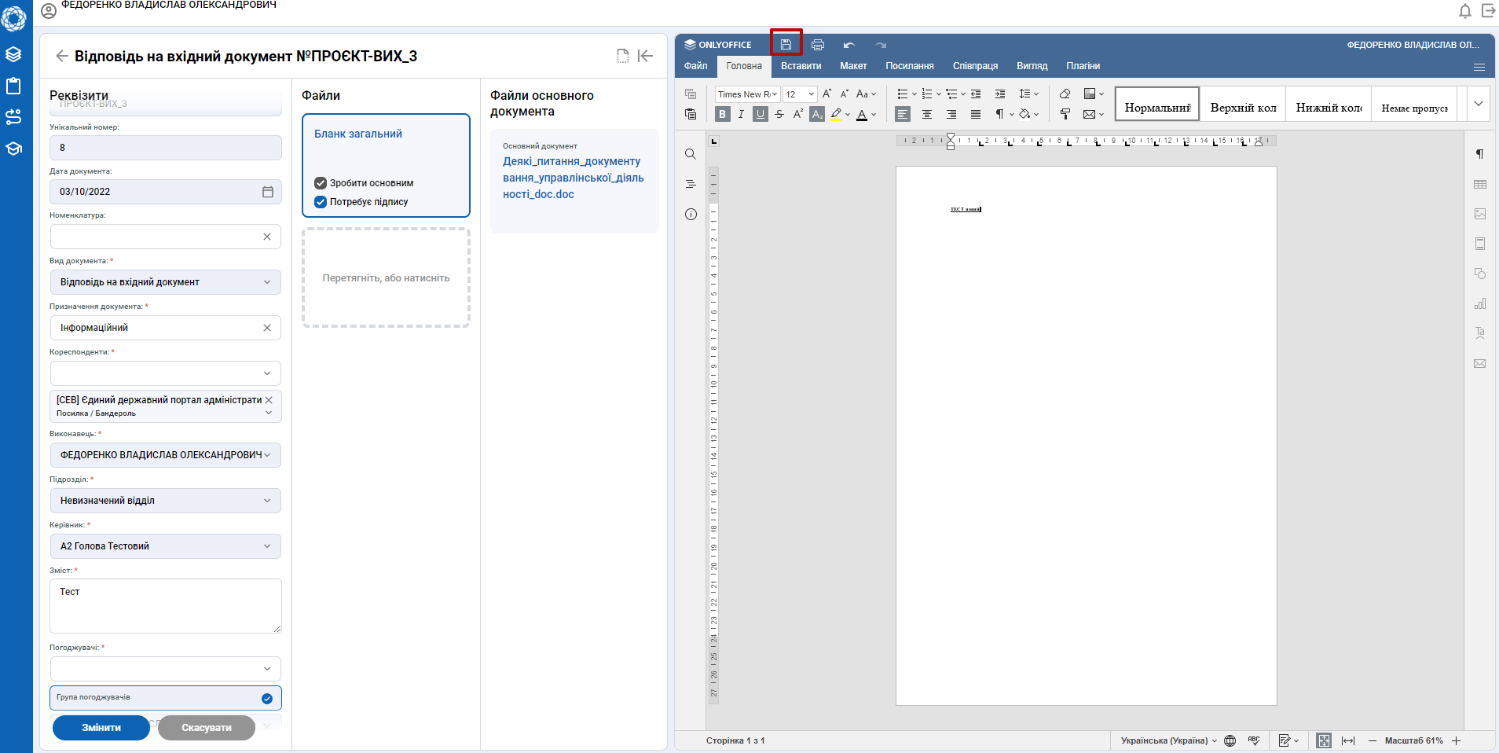 ФЕДОРЕНКО ВЛАДИСЛАВ ОЛЕКСАНДРОВИЧ
Відповідь на вхідний документ №ПРОЄКТ-ВИХ_3
Реквізити
ПРОЄКТ-ВИХ_3
Унікальний номер:
8
Дата документа:
03/10/2022
Номенклатура:
Вид документа: *
Відповідь на вхідний документ
Призначення документа: *
Інформаційний
Кореспонденти: *
[СЕВ] Єдиний державний портал адміністрати
Посилка / Бандероль
Виконавець: *
ФЕДОРЕНКО ВЛАДИСЛАВ ОЛЕКСАНДРОВИЧ
Підрозділ: *
Невизначений відділ
Керівник: *
А2 Голова Тестовий
Зміст: *
Тест
Погоджувачі: *
Група погоджувачів
Змінити
Скасувати
Файли
Бланк загальний
Зробити основним
Потребує підпису
Перетягніть, або натисніть
Файли основного
документа
Основний документ
Деякі_питання_документу
вання_управлінської_діяль
ності_doc.doc
ONLYOFFICE
ФЕДОРЕНКО ВЛАДИСЛАВ ОЛ...
Файл Головна Вставити Макет Посилання Співпраця Вигляд Плагіни
Times New R 12
Нормальний Верхній кол Нижній коло Немає пропуск
ТЕСТ
Сторінка 1 з 1
Українська (Україна)
Масштаб 61%